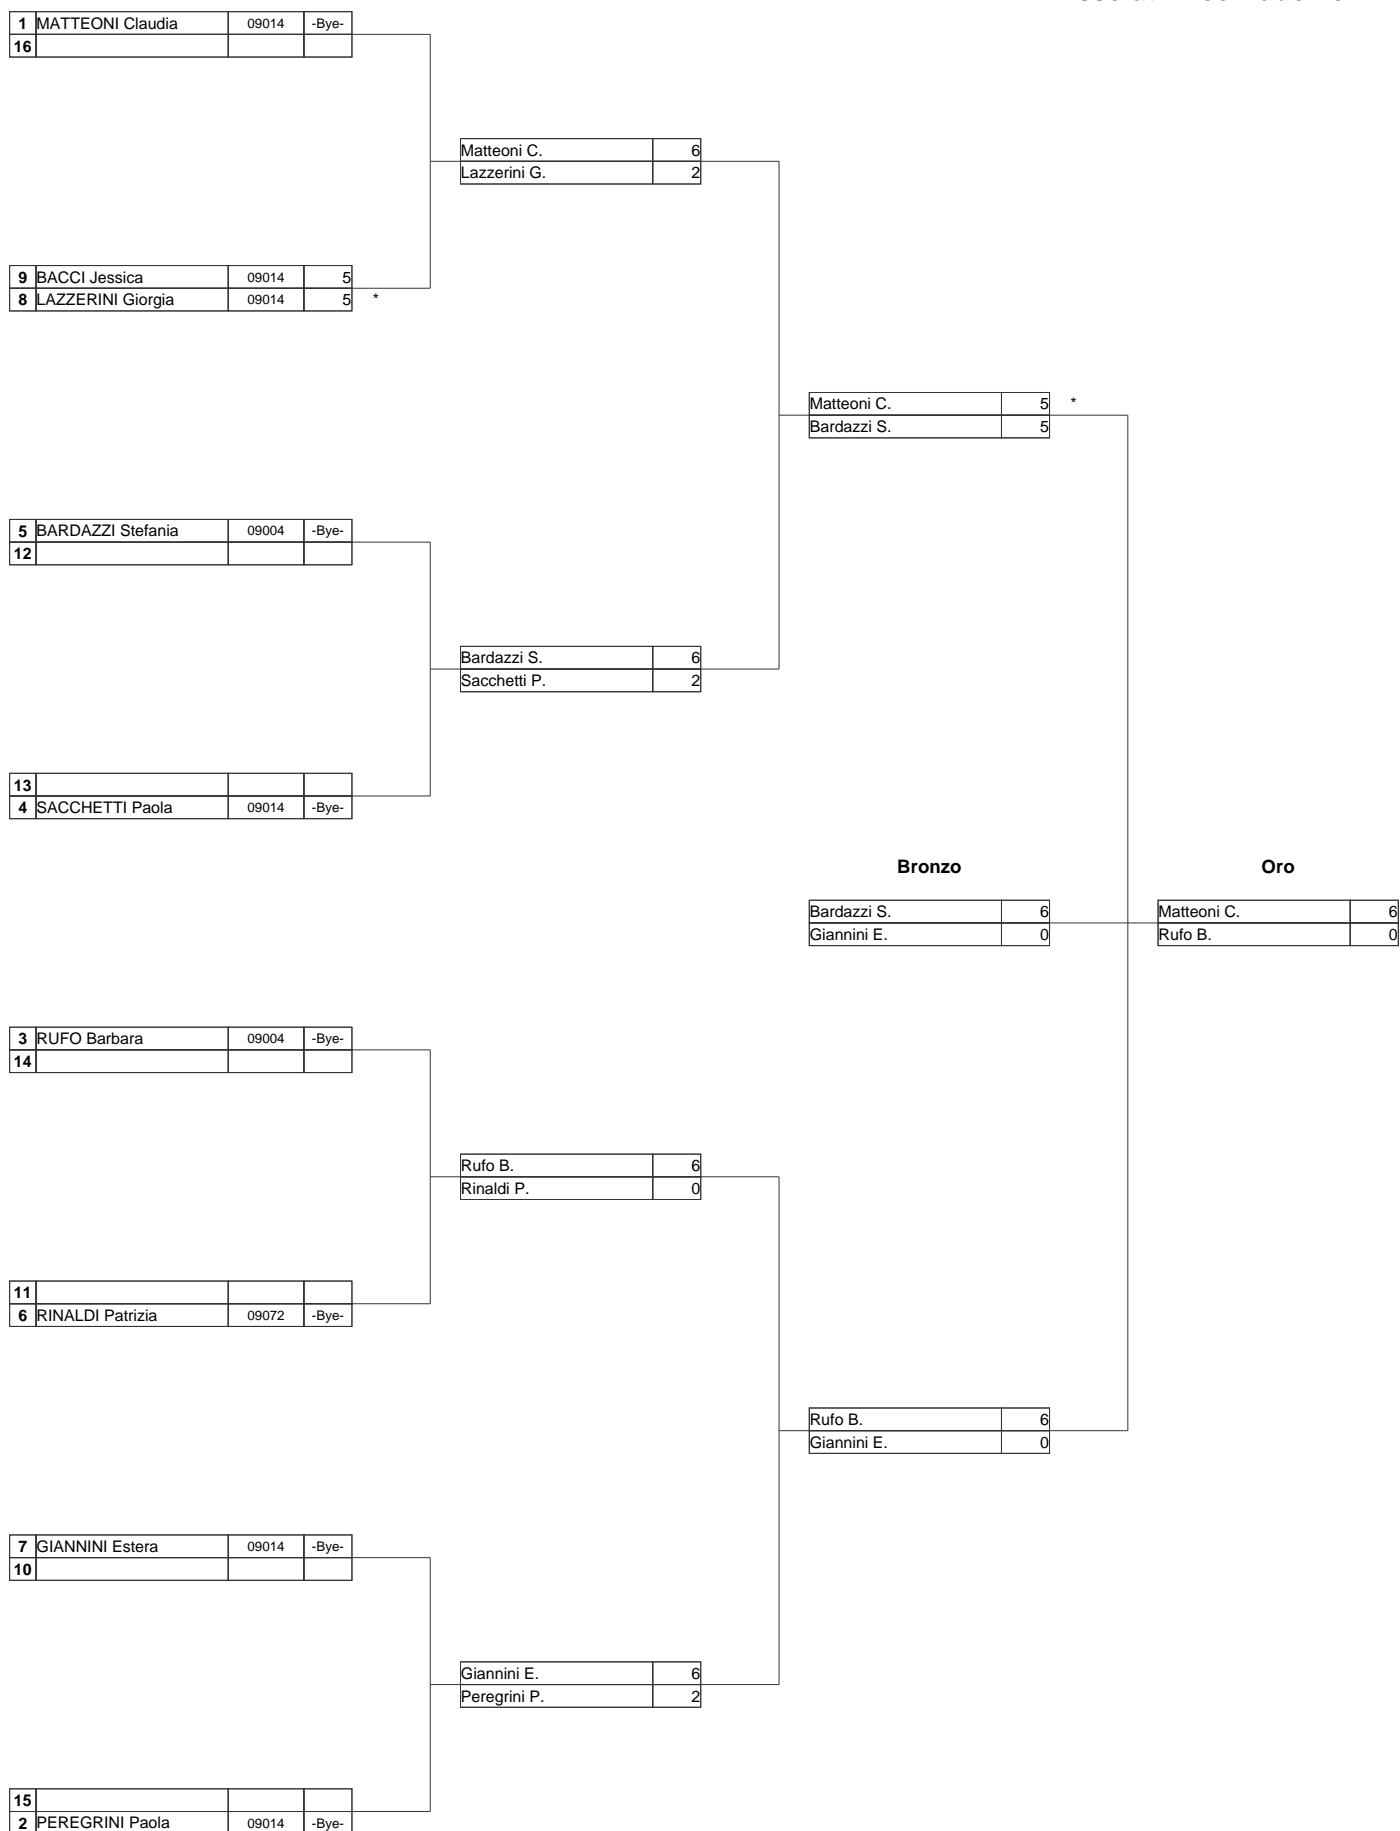 1 MATTEONI Claudia 09014 -Bye-
16
Matteoni C. 6
Lazzerini G. 2
9 BACCI Jessica 09014 5
8 LAZZERINI Giorgia 09014 5 *
Matteoni C. 5 *
Bardazzi S. 5
5 BARDAZZI Stefania 09004 -Bye-
12
Bardazzi S. 6
Sacchetti P. 2
13
4 SACCHETTI Paola 09014 -Bye-
Bronzo Oro
Bardazzi S. 6 Matteoni C. 6
Giannini E. 0 Rufo B. 0
3 RUFO Barbara 09004 -Bye-
14
Rufo B. 6
Rinaldi P. 0
11
6 RINALDI Patrizia 09072 -Bye-
Rufo B. 6
Giannini E. 0
7 GIANNINI Estera 09014 -Bye-
10
Giannini E. 6
Peregrini P. 2
15
2 PEREGRINI Paola 09014 -Bye-